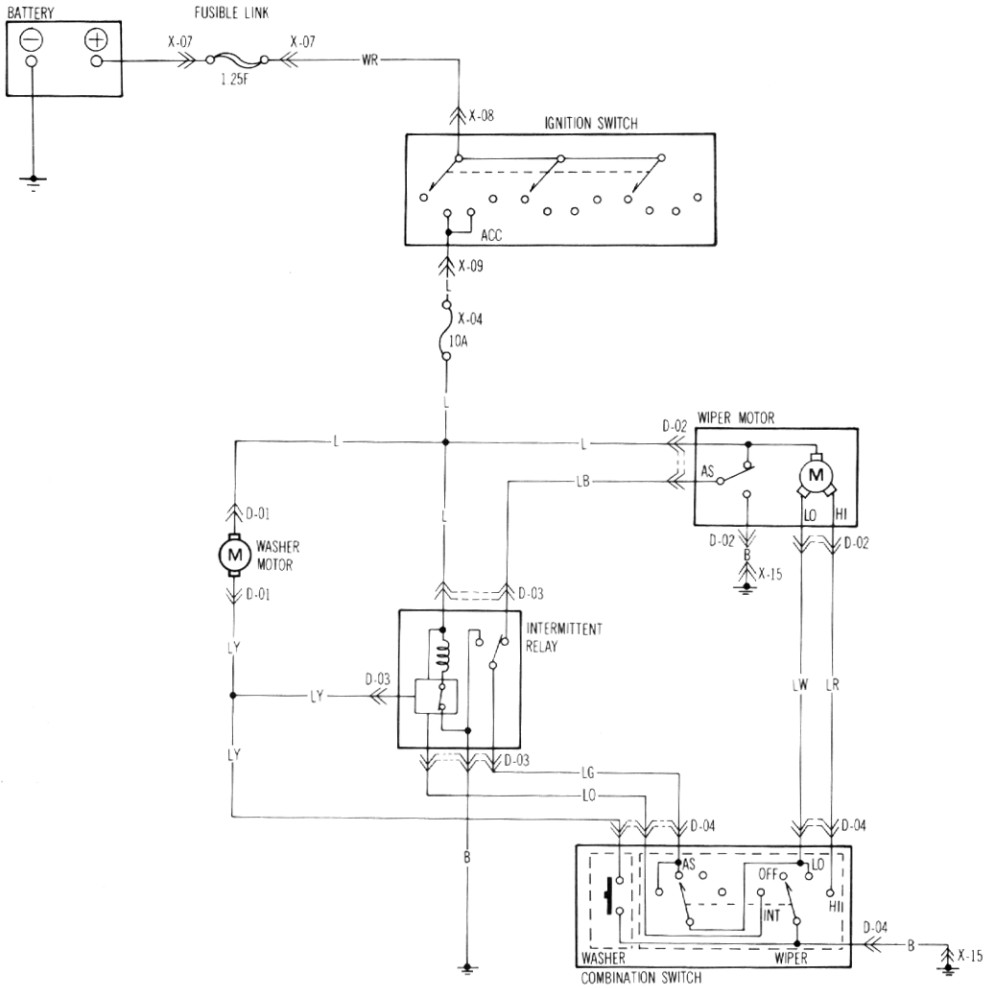 BATTERY
FUSIBLE LINK
X-07
X-07
1 25F
WR
X-08
IGNITION SWITCH
ACC
X-09
L
X-04
10A
L
WIPER MOTOR
D-02
L
L
AS
M
LB
LO
HI
D-01
L
D-02
D-02
B
M
WASHER
MOTOR
X-15
D-01
D-03
INTERMITTENT
RELAY
LY
D-03
LY
LW
LR
LY
D-03
LG
LO
D-04
D-04
B
AS
LO
OFF
HI
INT
D-04
B
X-15
WASHER
WIPER
COMBINATION SWITCH